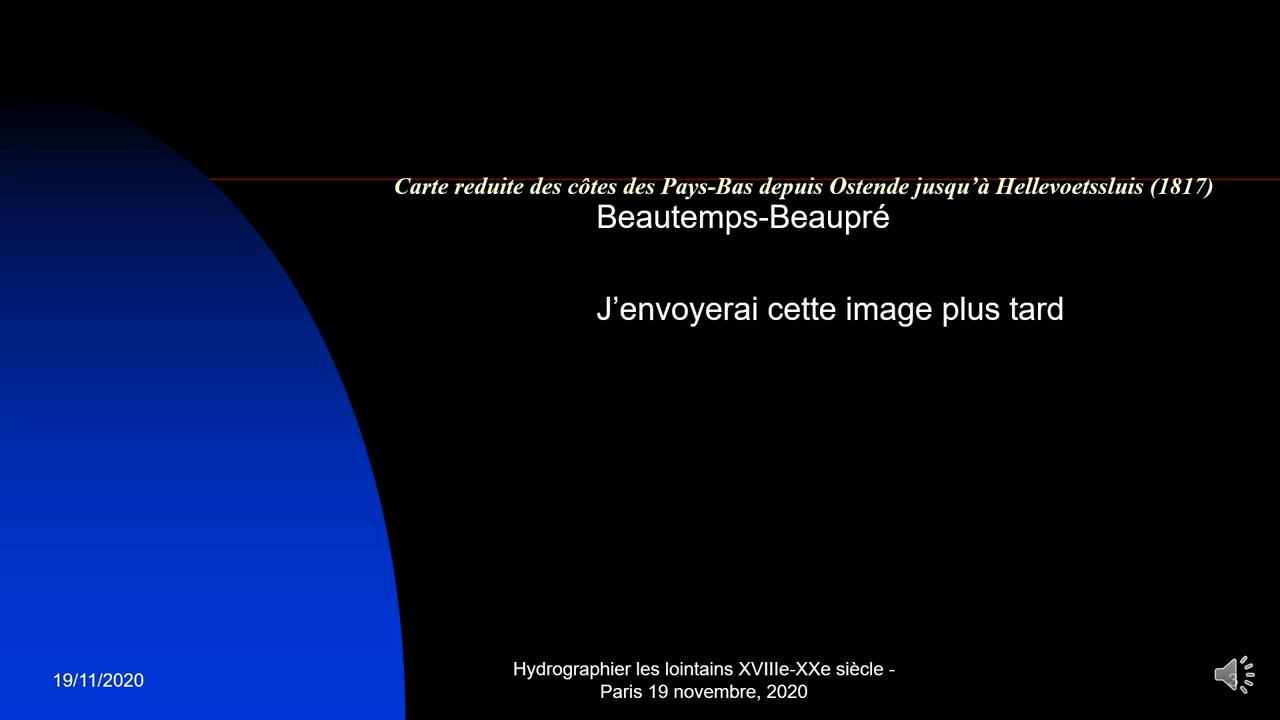 Carte reduite des côtes des Pays-Bas depuis Ostende jusqu’à Hellevoetssluis (1817)
Beautemps-Beaupré
J’envoyerai cette image plus tard
19/11/2020
Hydrographier les lointains XVIIIe-XXe siècle -
Paris 19 novembre, 2020